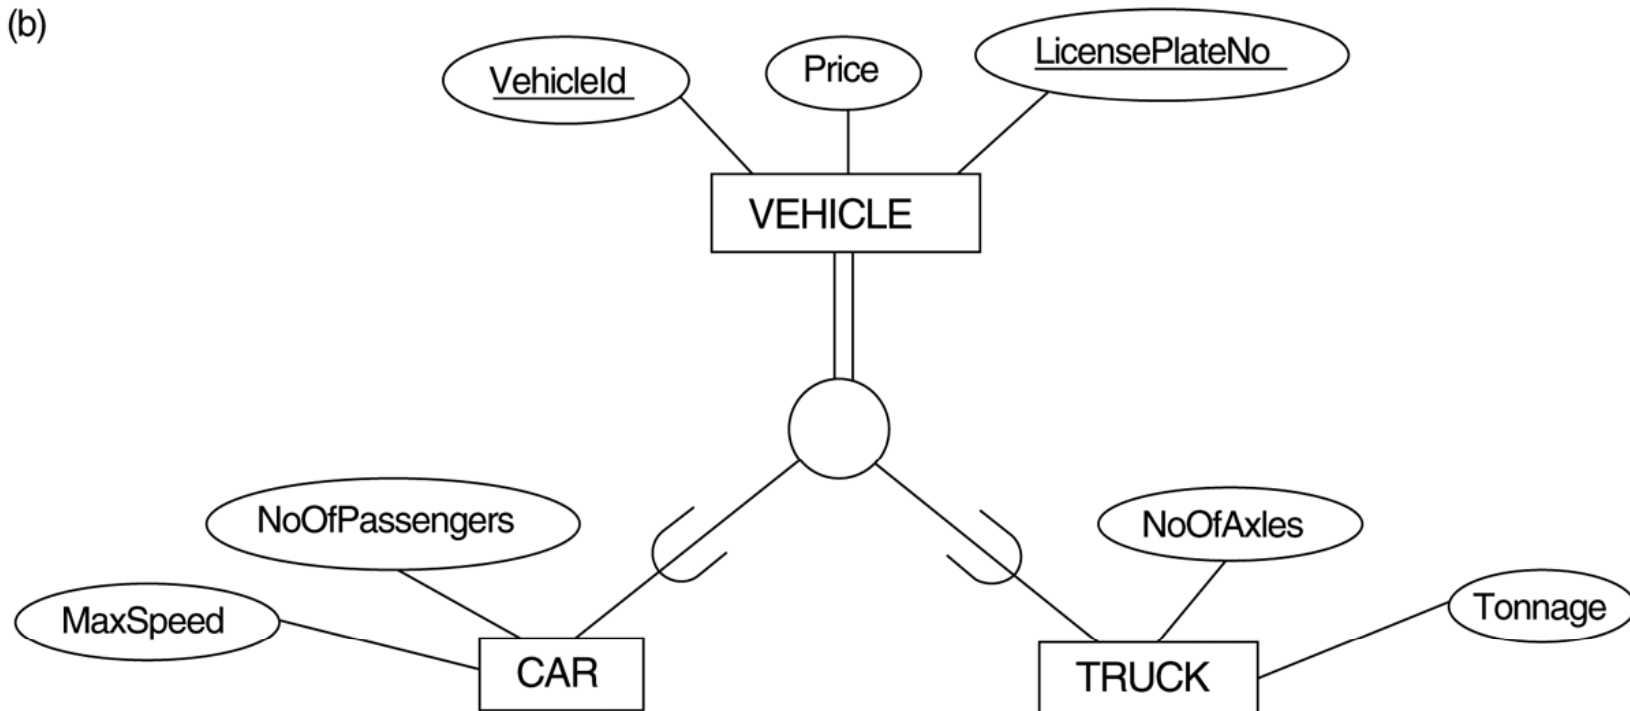 (b)
VehicleId
Price
LicensePlateNo
VEHICLE
NoOfPassengers
NoOfAxles
MaxSpeed
Tonnage
CAR
TRUCK